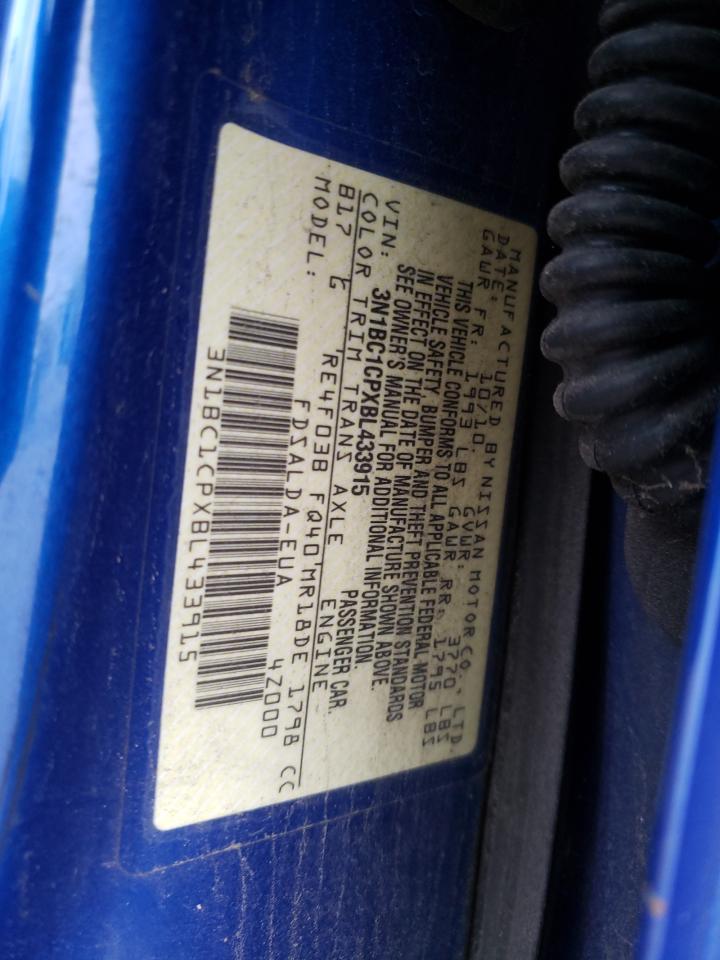 MANUFACTURED BY NISSAN MOTOR CO., LTD.
DATE: 10/10. GVWR: 3770 LBS
GAWR FR: 1993 LBS GAWR RR: 1795 LBS
THIS VEHICLE CONFORMS TO ALL APPLICABLE FEDERAL MOTOR
VEHICLE SAFETY, BUMPER AND THEFT PREVENTION STANDARDS
IN EFFECT ON THE DATE OF MANUFACTURE SHOWN ABOVE.
SEE OWNER'S MANUAL FOR ADDITIONAL INFORMATION.
VIN: 3N1BC1CPXBL433915 PASSENGER CAR.
COLOR TRIM TRANS AXLE ENGINE
B17 G RE4F03B FQ40 MR18DE 1798 CC
MODEL: FDSALDA-EUA 4Z000
3N1BC1CPXBL433915